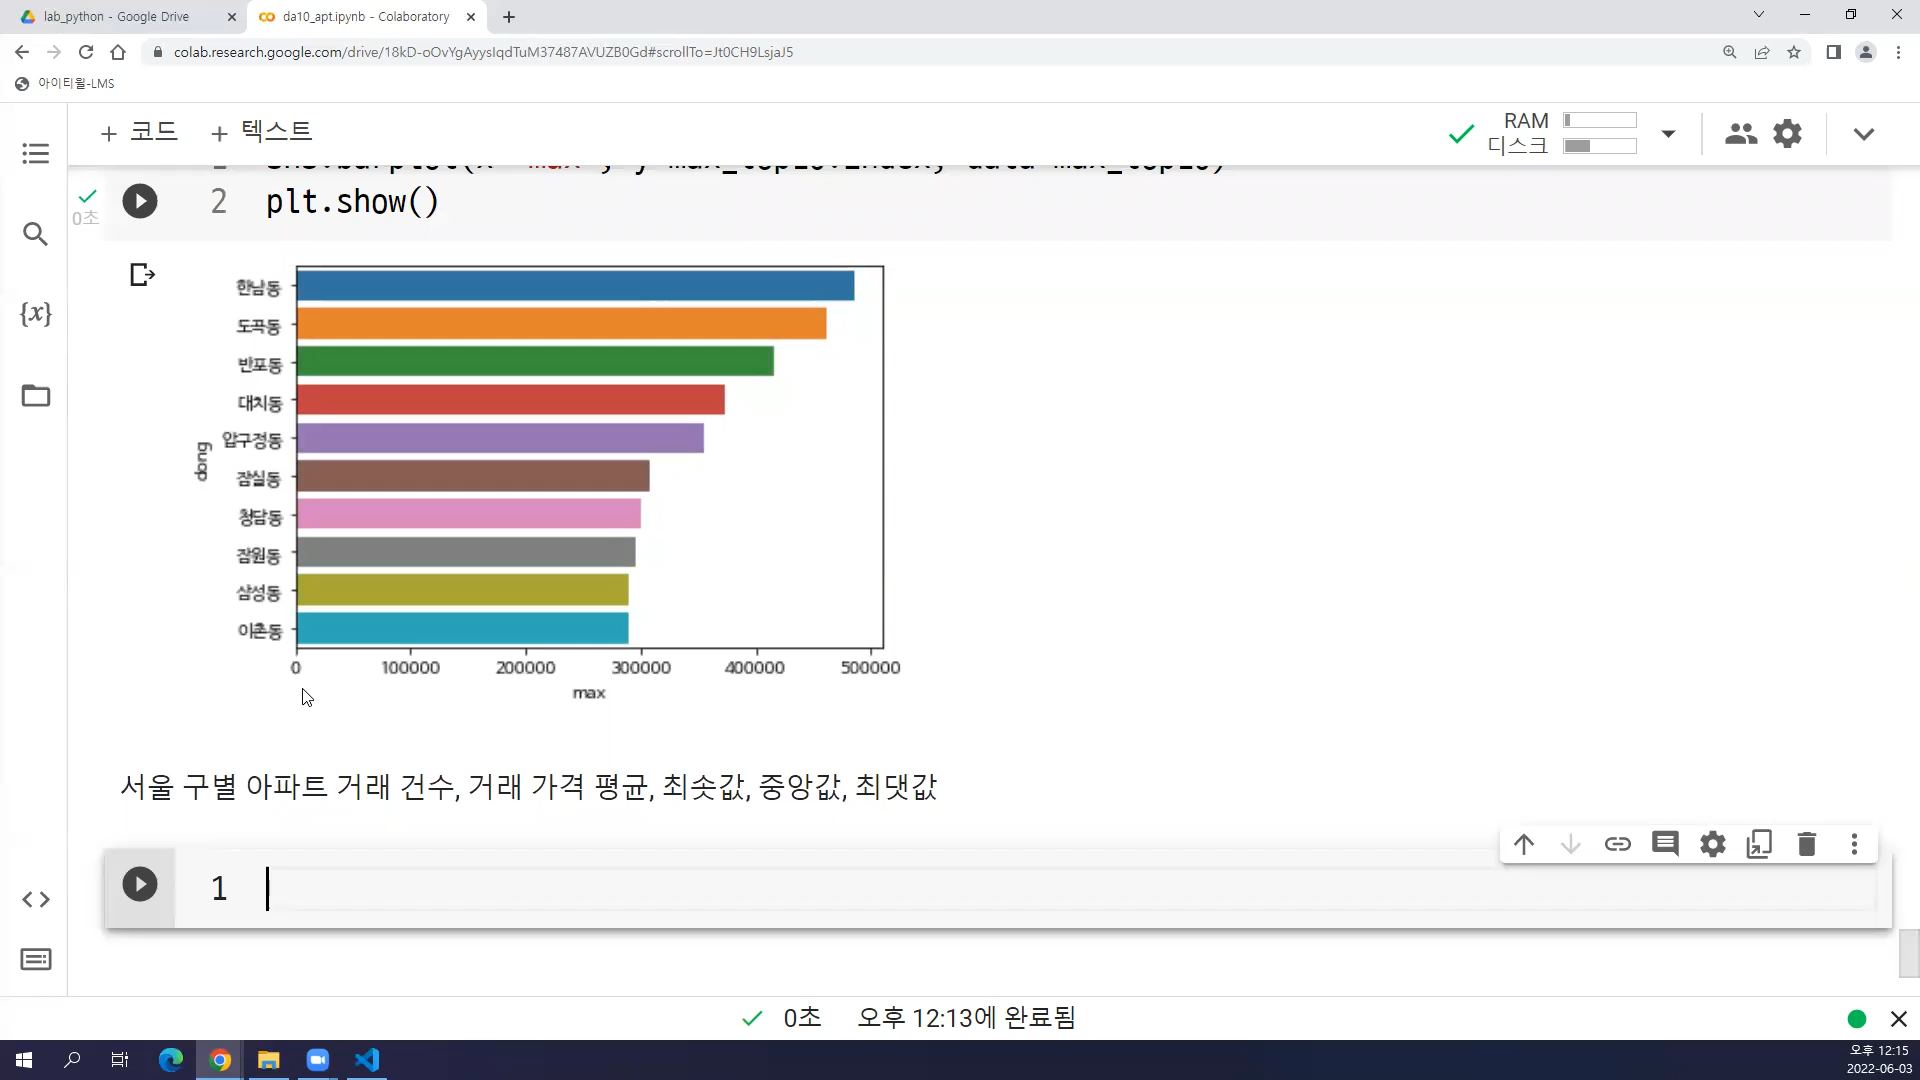 lab_python - Google Drive
da10_apt.ipynb - Colaboratory
colab.research.google.com/drive/18kD-oOvYgAyysIqdTuM37487AVUZB0Gd#scrollTo=Jt0CH9LsjaJ5
아이티윌-LMS
+ 코드 + 텍스트
RAM
디스크
2 plt.show()
0초
한남동
도곡동
반포동
대치동
압구정동
잠실동
청담동
잠원동
삼성동
이촌동
dong
0 100000 200000 300000 400000 500000
max
서울 구별 아파트 거래 건수, 거래 가격 평균, 최솟값, 중앙값, 최댓값
1
0초 오후 12:13에 완료됨
오후 12:15
2022-06-03